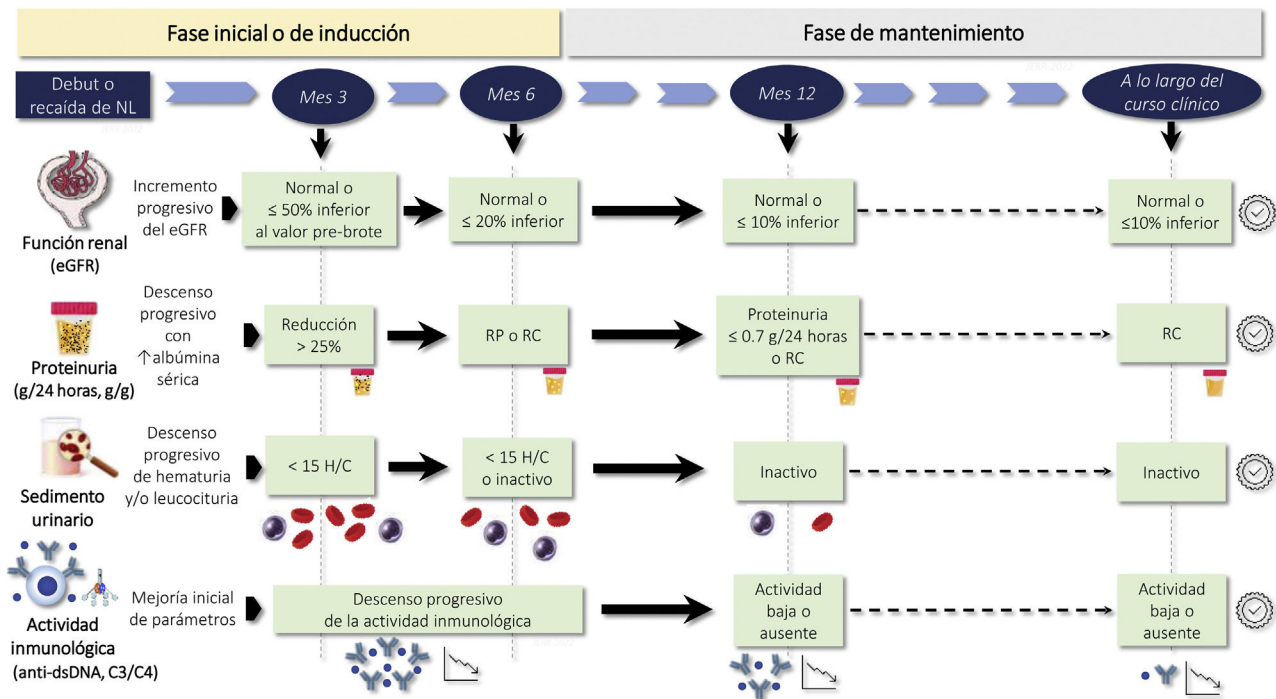 Fase inicial o de inducción
Fase de mantenimiento
Debut o
recaída de NL
Mes 3
Mes 6
Mes 12
A lo largo del
curso clínico
Función renal
(eGFR)
Incremento
progresivo
del eGFR
Normal o
≤ 50% inferior
al valor pre-brote
Normal o
≤ 20% inferior
Normal o
≤ 10% inferior
Normal o
≤10% inferior
Proteinuria
(g/24 horas, g/g)
Descenso
progresivo
con
↑albúmina
sérica
Reducción
> 25%
RP o RC
Proteinuria
≤ 0.7 g/24 horas
o RC
RC
Sedimento
urinario
Descenso
progresivo
de hematuria
y/o leucocituria
< 15 H/C
< 15 H/C
o inactivo
Inactivo
Inactivo
Actividad
inmunológica
(anti-dsDNA, C3/C4)
Mejoría inicial
de parámetros
Descenso progresivo
de la actividad inmunológica
Actividad
baja o
ausente
Actividad
baja o
ausente